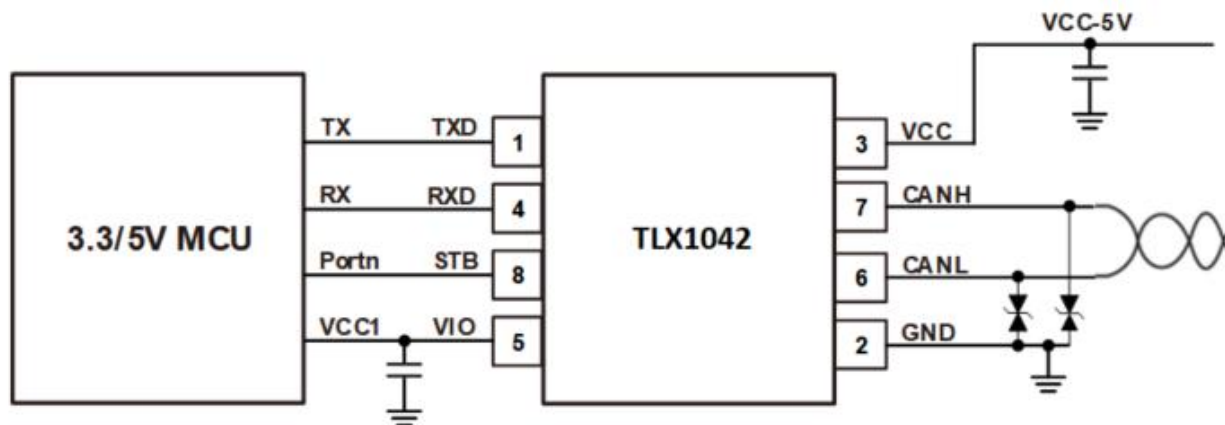 VCC-5V
TX TXD 1
3 VCC
RX RXD 4
7 CANH
3.3/5V MCU
TLX1042
Portn STB 8
6 CANL
VCC1 VIO 5
2 GND